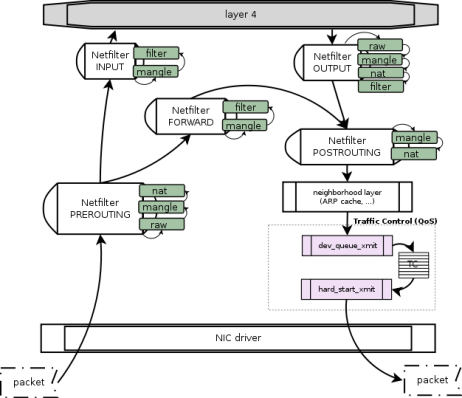 layer 4
Netfilter
INPUT
filter
mangle
Netfilter
OUTPUT
raw
mangle
nat
filter
Netfilter
FORWARD
filter
mangle
Netfilter
POSTROUTING
mangle
nat
Netfilter
PREROUTING
nat
mangle
raw
neighborhood layer
(ARP cache, ...)
Traffic Control (QoS)
dev_queue_xmit
TC
hard_start_xmit
NIC driver
packet
packet